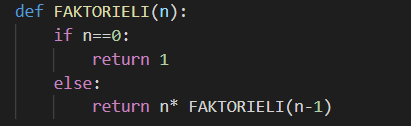 def FAKTORIELI(n):
    if n==0:
        return 1
    else:
        return n* FAKTORIELI(n-1)